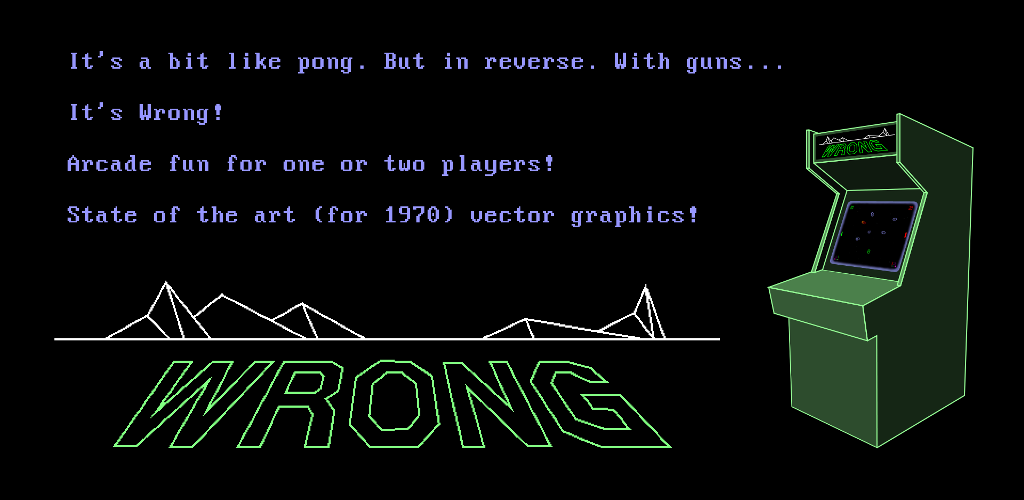 It's a bit like pong. But in reverse. With guns...
It's Wrong!
Arcade fun for one or two players!
State of the art (for 1970) vector graphics!
WRONG
WRONG